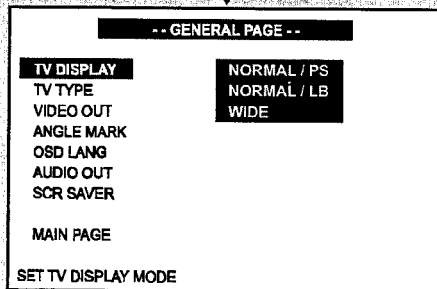 -- GENERAL PAGE --
TV DISPLAY
NORMAL / PS
TV TYPE
NORMAL / LB
VIDEO OUT
WIDE
ANGLE MARK
OSD LANG
AUDIO OUT
SCR SAVER
MAIN PAGE
SET TV DISPLAY MODE